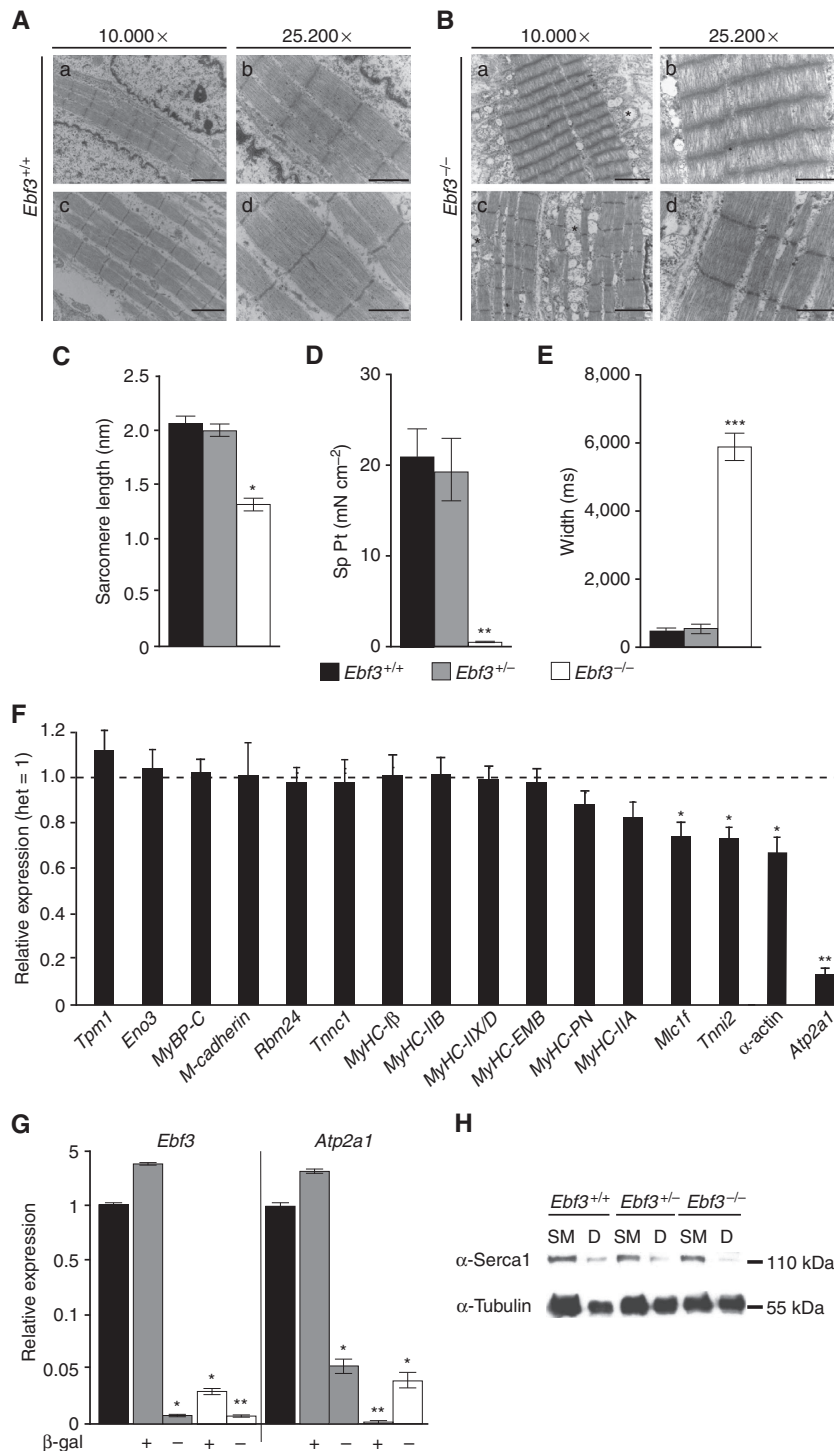 A
10.000×
25.200×
Ebf3+/+
a
b
c
d
B
10.000×
25.200×
Ebf3−/−
a
*
b
c
*
*
d
C
Sarcomere length (nm)
2.5
2.0
1.5
1.0
0.5
0
*
D
Sp Pt (mN cm−2)
30
20
10
0
**
E
Width (ms)
8,000
6,000
4,000
2,000
0
***
Ebf3+/+
Ebf3+/−
Ebf3−/−
F
Relative expression (het = 1)
1.2
1.0
0.8
0.6
0.4
0.2
0
*
*
*
**
Tpm1
Eno3
MyBP-C
M-cadherin
Rbm24
Tnnc1
MyHC-Iβ
MyHC-IIB
MyHC-IIX/D
MyHC-EMB
MyHC-PN
MyHC-IIA
Mlc1f
Tnni2
α-actin
Atp2a1
G
Ebf3
Atp2a1
Relative expression
5
1
0.5
0.1
0.05
0
*
*
**
*
**
*
β-gal + − + − + − + −
H
Ebf3+/+ Ebf3+/− Ebf3−/−
SM D SM D SM D
α-Serca1 110 kDa
α-Tubulin 55 kDa